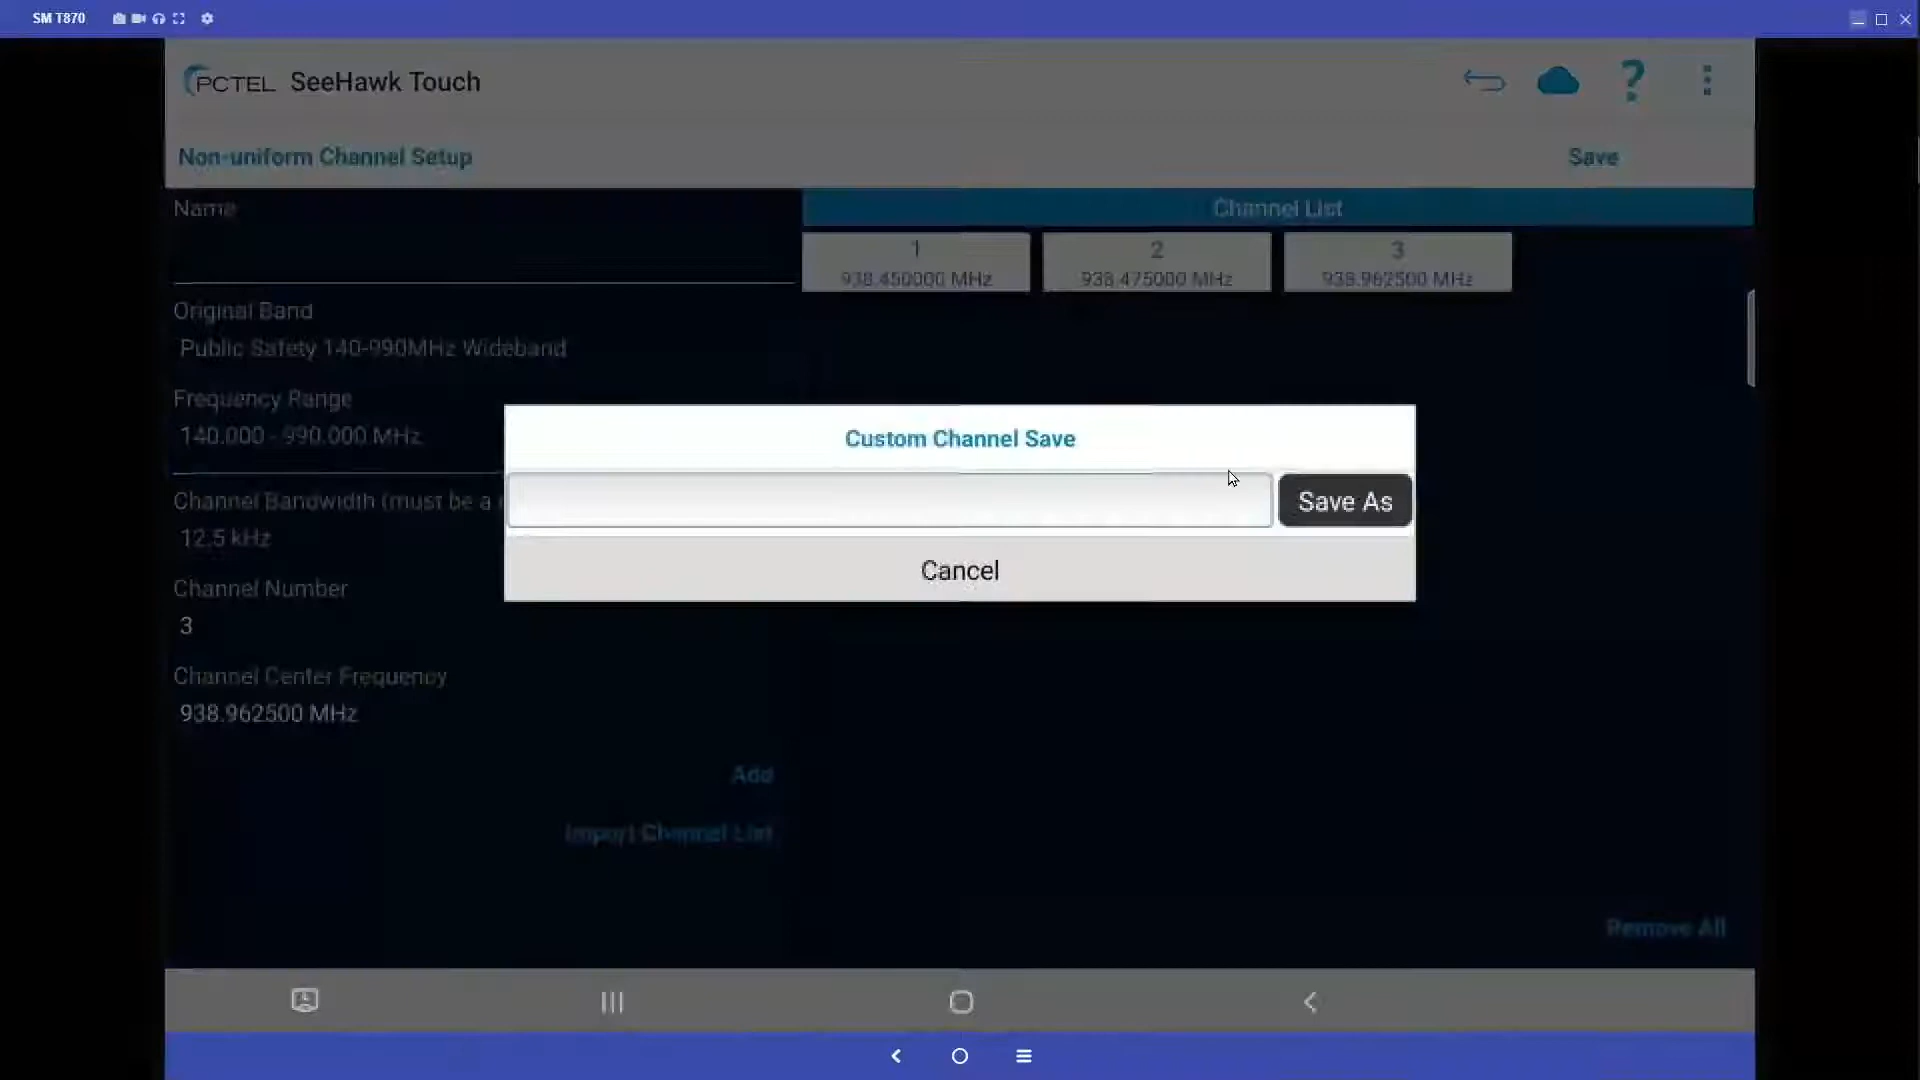 SM T870
PCTEL SeeHawk Touch
Non-uniform Channel Setup
Save
Name
Channel List
1
938.450000 MHz
2
938.475000 MHz
3
938.962500 MHz
Original Band
Public Safety 140-990MHz Wideband
Frequency Range
140.000 - 990.000 MHz
Custom Channel Save
Save As
Cancel
Channel Bandwidth (must be a
12.5 kHz
Channel Number
3
Channel Center Frequency
938.962500 MHz
Add
Import Channel List
Remove All